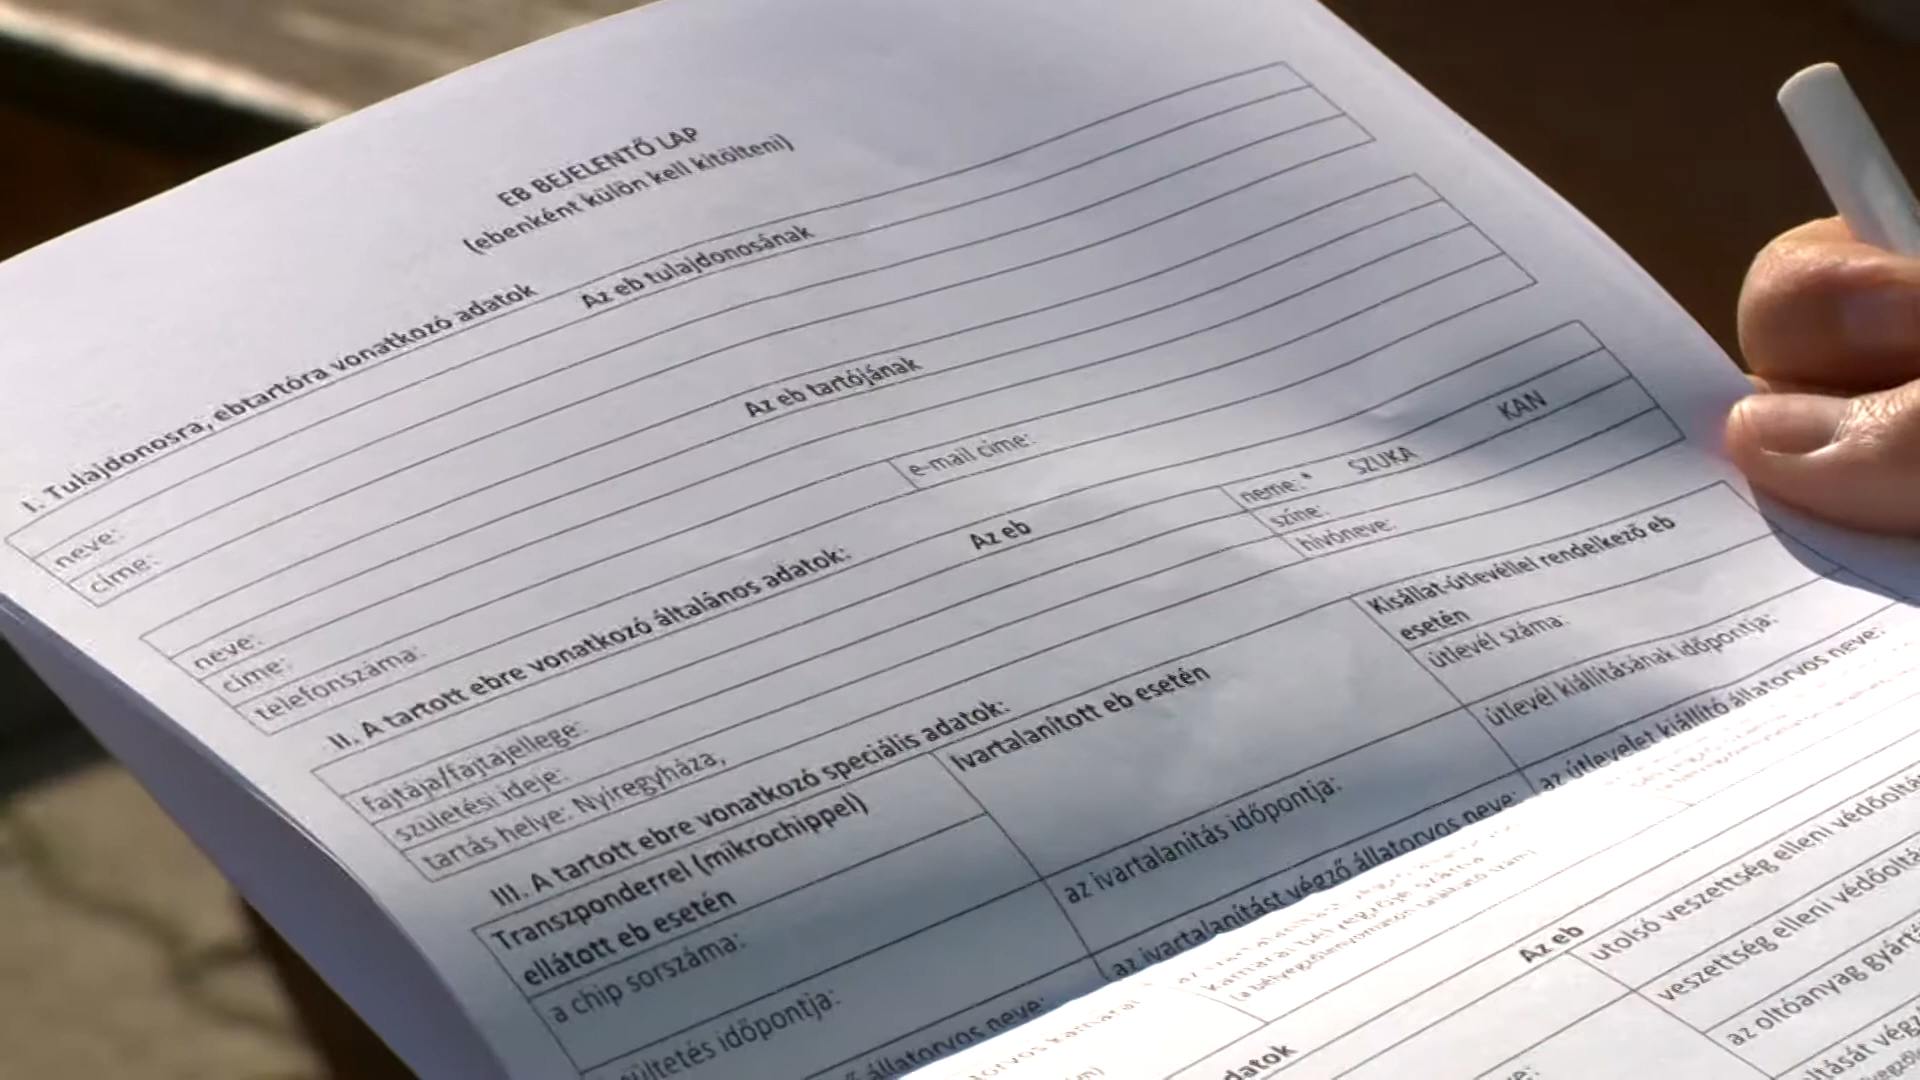 EB BEJELENTŐ LAP
(ebenként külön kell kitölteni)
I. Tulajdonosra, ebtartóra vonatkozó adatok
Az eb tulajdonosának
neve:
címe:
Az eb tartójának
neve:
címe:
telefonszáma:
e-mail címe:
II. A tartott ebre vonatkozó általános adatok:
Az eb
fajtája/fajtajellege:
neme:* SZUKA KAN
születési ideje:
színe:
tartás helye: Nyíregyháza,
hívóneve:
III. A tartott ebre vonatkozó speciális adatok:
Transzponderrel (mikrochippel)
ellátott eb esetén
Ivartalanított eb esetén
Kisállat-útlevéllel rendelkező eb
esetén
a chip sorszáma:
az ivartalanítás időpontja:
útlevél száma:
útlevél kiállításának időpontja:
időpontja:
az ivartalanítást végző állatorvos neve:
az útlevelet kiállító állatorvos neve:
állatorvos neve:
Az eb
utolsó veszettség elleni
veszettség elleni
az oltóanyag